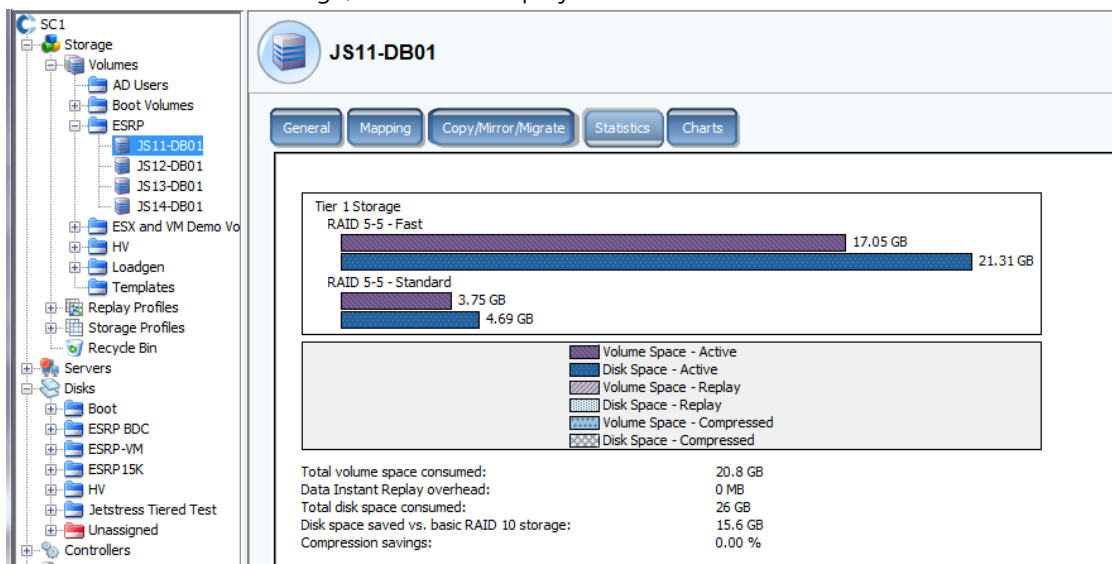 SC1
Storage
Volumes
AD Users
Boot Volumes
ESRP
JS11-DB01
JS12-DB01
JS13-DB01
JS14-DB01
ESX and VM Demo Vo
HV
Loadgen
Templates
Replay Profiles
Storage Profiles
Recycle Bin
Servers
Disks
Boot
ESRP BDC
ESRP-VM
ESRP15K
HV
Jetstress Tiered Test
Unassigned
Controllers
JS11-DB01
General Mapping Copy/Mirror/Migrate Statistics Charts
Tier 1 Storage
RAID 5-5 - Fast
17.05 GB
21.31 GB
RAID 5-5 - Standard
3.75 GB
4.69 GB
Volume Space - Active
Disk Space - Active
Volume Space - Replay
Disk Space - Replay
Volume Space - Compressed
Disk Space - Compressed
Total volume space consumed: 20.8 GB
Data Instant Replay overhead: 0 MB
Total disk space consumed: 26 GB
Disk space saved vs. basic RAID 10 storage: 15.6 GB
Compression savings: 0.00 %